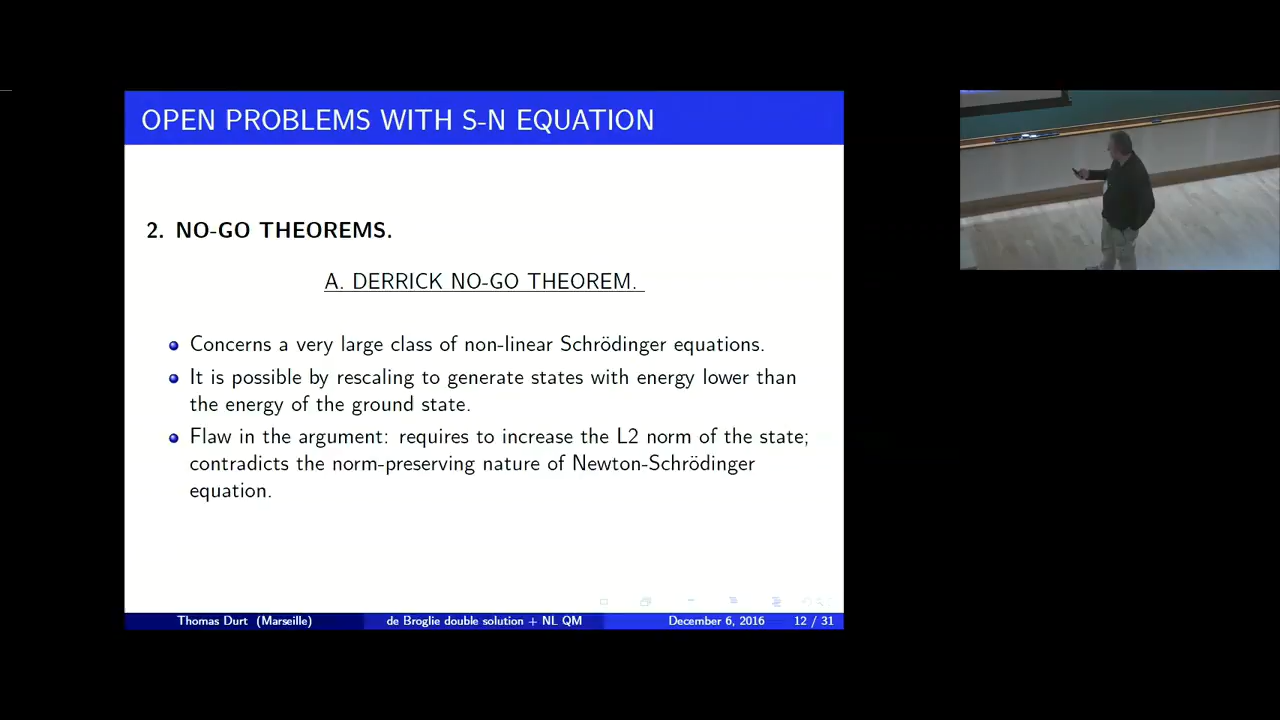 OPEN PROBLEMS WITH S-N EQUATION
2. NO-GO THEOREMS.
A. DERRICK NO-GO THEOREM.
Concerns a very large class of non-linear Schrödinger equations.
It is possible by rescaling to generate states with energy lower than
the energy of the ground state.
Flaw in the argument: requires to increase the L2 norm of the state;
contradicts the norm-preserving nature of Newton-Schrödinger
equation.
Thomas Durt (Marseille) de Broglie double solution + NL QM December 6, 2016 12 / 31